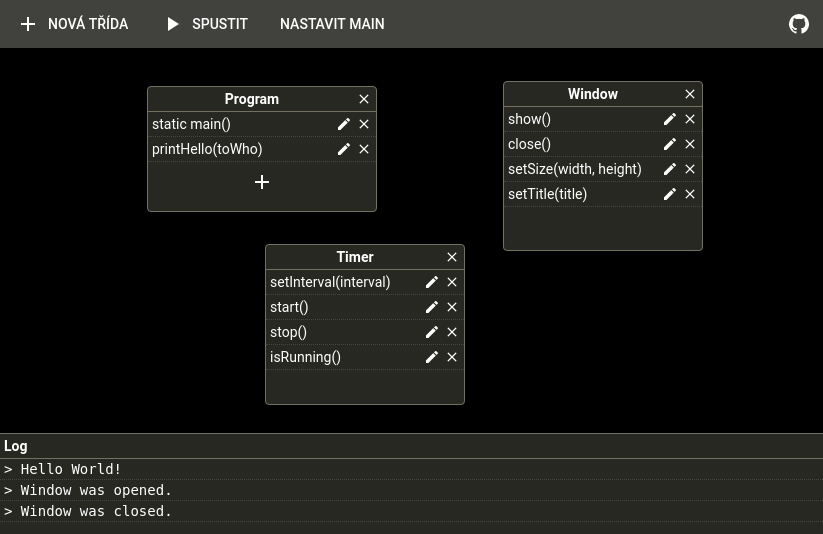 NOVÁ TŘÍDA SPUSTIT NASTAVIT MAIN
Program
static main()
printHello(toWho)
Window
show()
close()
setSize(width, height)
setTitle(title)
Timer
setInterval(interval)
start()
stop()
isRunning()
Log
> Hello World!
> Window was opened.
> Window was closed.